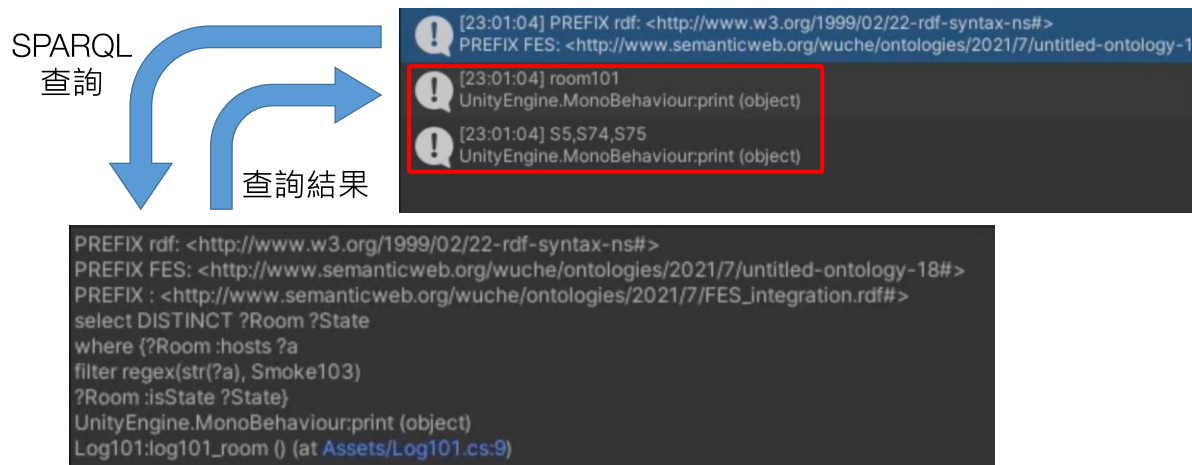 SPARQL
查詢
查詢結果
[23:01:04] PREFIX rdf: <http://www.w3.org/1999/02/22-rdf-syntax-ns#>
PREFIX FES: <http://www.semanticweb.org/wuche/ontologies/2021/7/untitled-ontology-1
[23:01:04] room101
UnityEngine.MonoBehaviour:print (object)
[23:01:04] S5,S74,S75
UnityEngine.MonoBehaviour:print (object)
PREFIX rdf: <http://www.w3.org/1999/02/22-rdf-syntax-ns#>
PREFIX FES: <http://www.semanticweb.org/wuche/ontologies/2021/7/untitled-ontology-18#>
PREFIX : <http://www.semanticweb.org/wuche/ontologies/2021/7/FES_integration.rdf#>
select DISTINCT ?Room ?State
where {?Room :hosts ?a
filter regex(str(?a), Smoke103)
?Room :isState ?State}
UnityEngine.MonoBehaviour:print (object)
Log101:log101_room () (at Assets/Log101.cs:9)